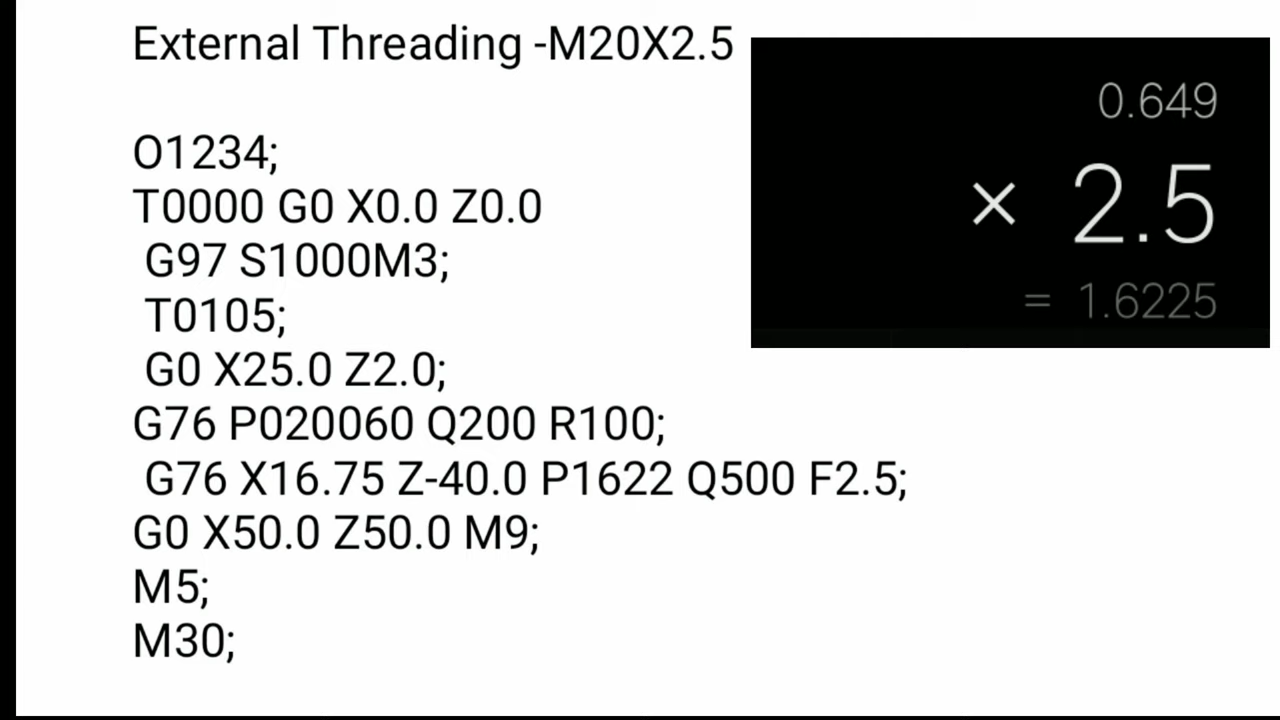 External Threading -M20X2.5
0.649
× 2.5
= 1.6225
O1234;
T0000 G0 X0.0 Z0.0
G97 S1000M3;
T0105;
G0 X25.0 Z2.0;
G76 P020060 Q200 R100;
G76 X16.75 Z-40.0 P1622 Q500 F2.5;
G0 X50.0 Z50.0 M9;
M5;
M30;